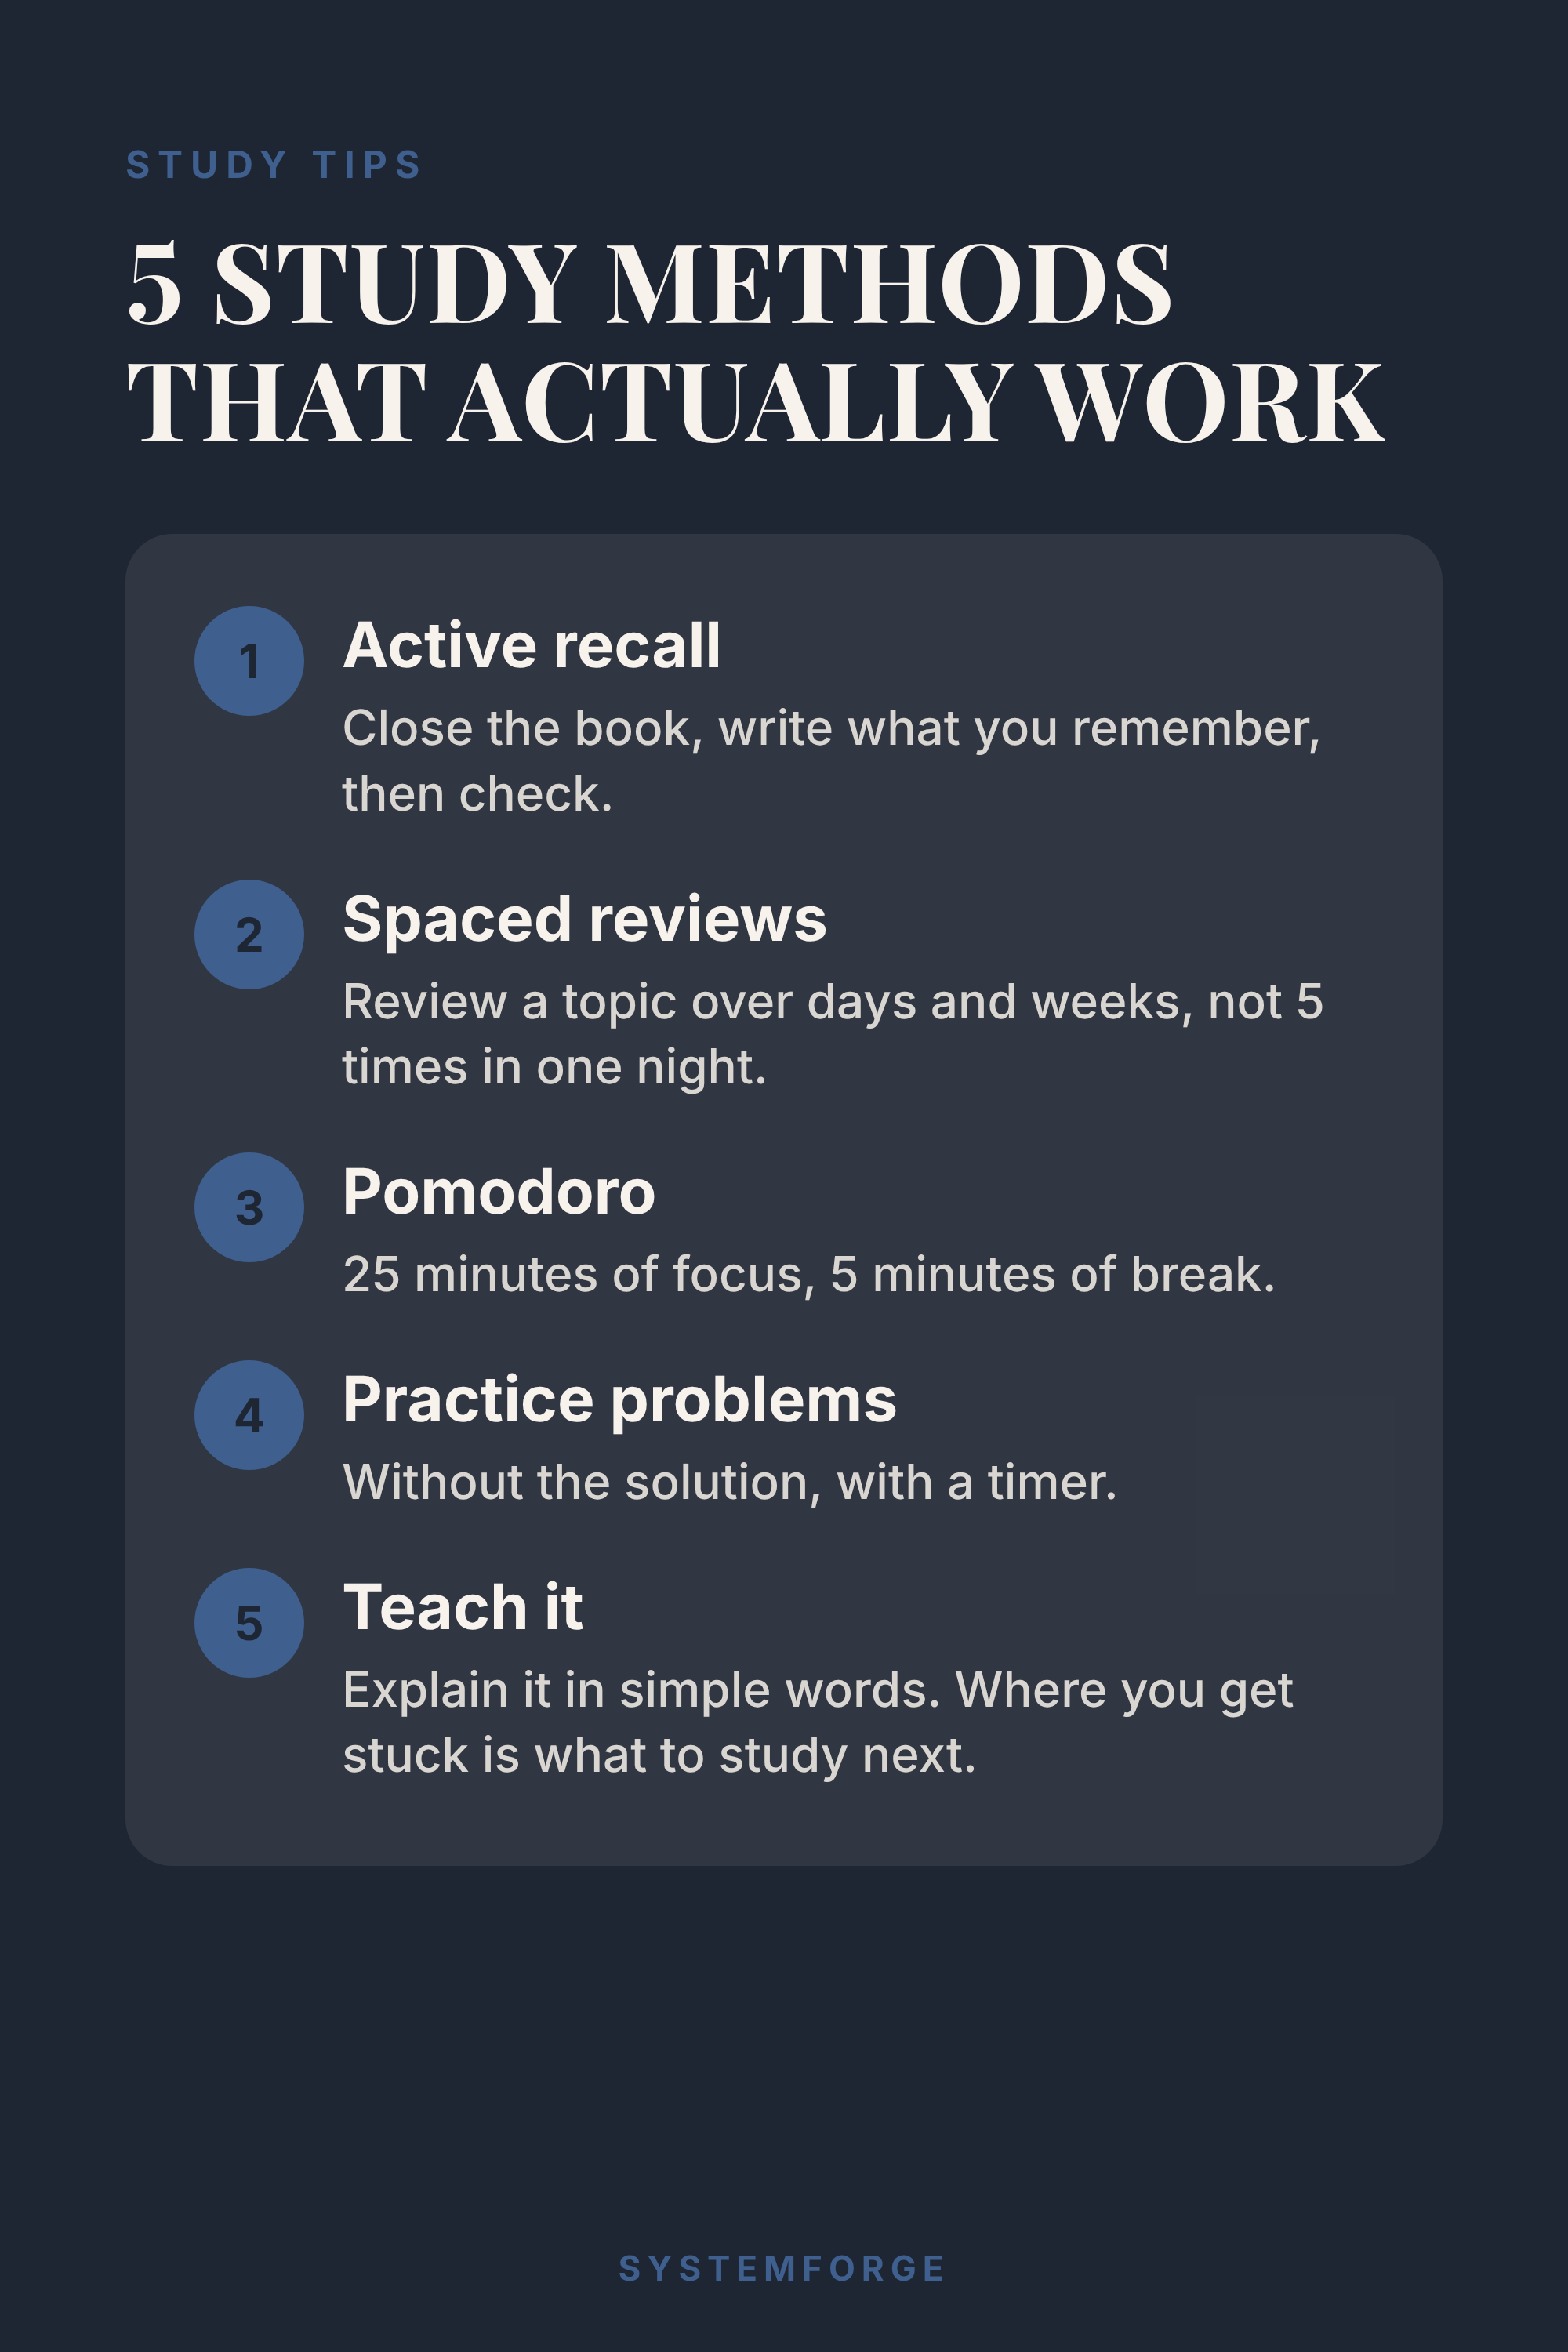 STUDY TIPS
5 STUDY METHODS
THAT ACTUALLY WORK
1
Active recall
Close the book, write what you remember,
then check.
2
Spaced reviews
Review a topic over days and weeks, not 5
times in one night.
3
Pomodoro
25 minutes of focus, 5 minutes of break.
4
Practice problems
Without the solution, with a timer.
5
Teach it
Explain it in simple words. Where you get
stuck is what to study next.
SYSTEMFORGE